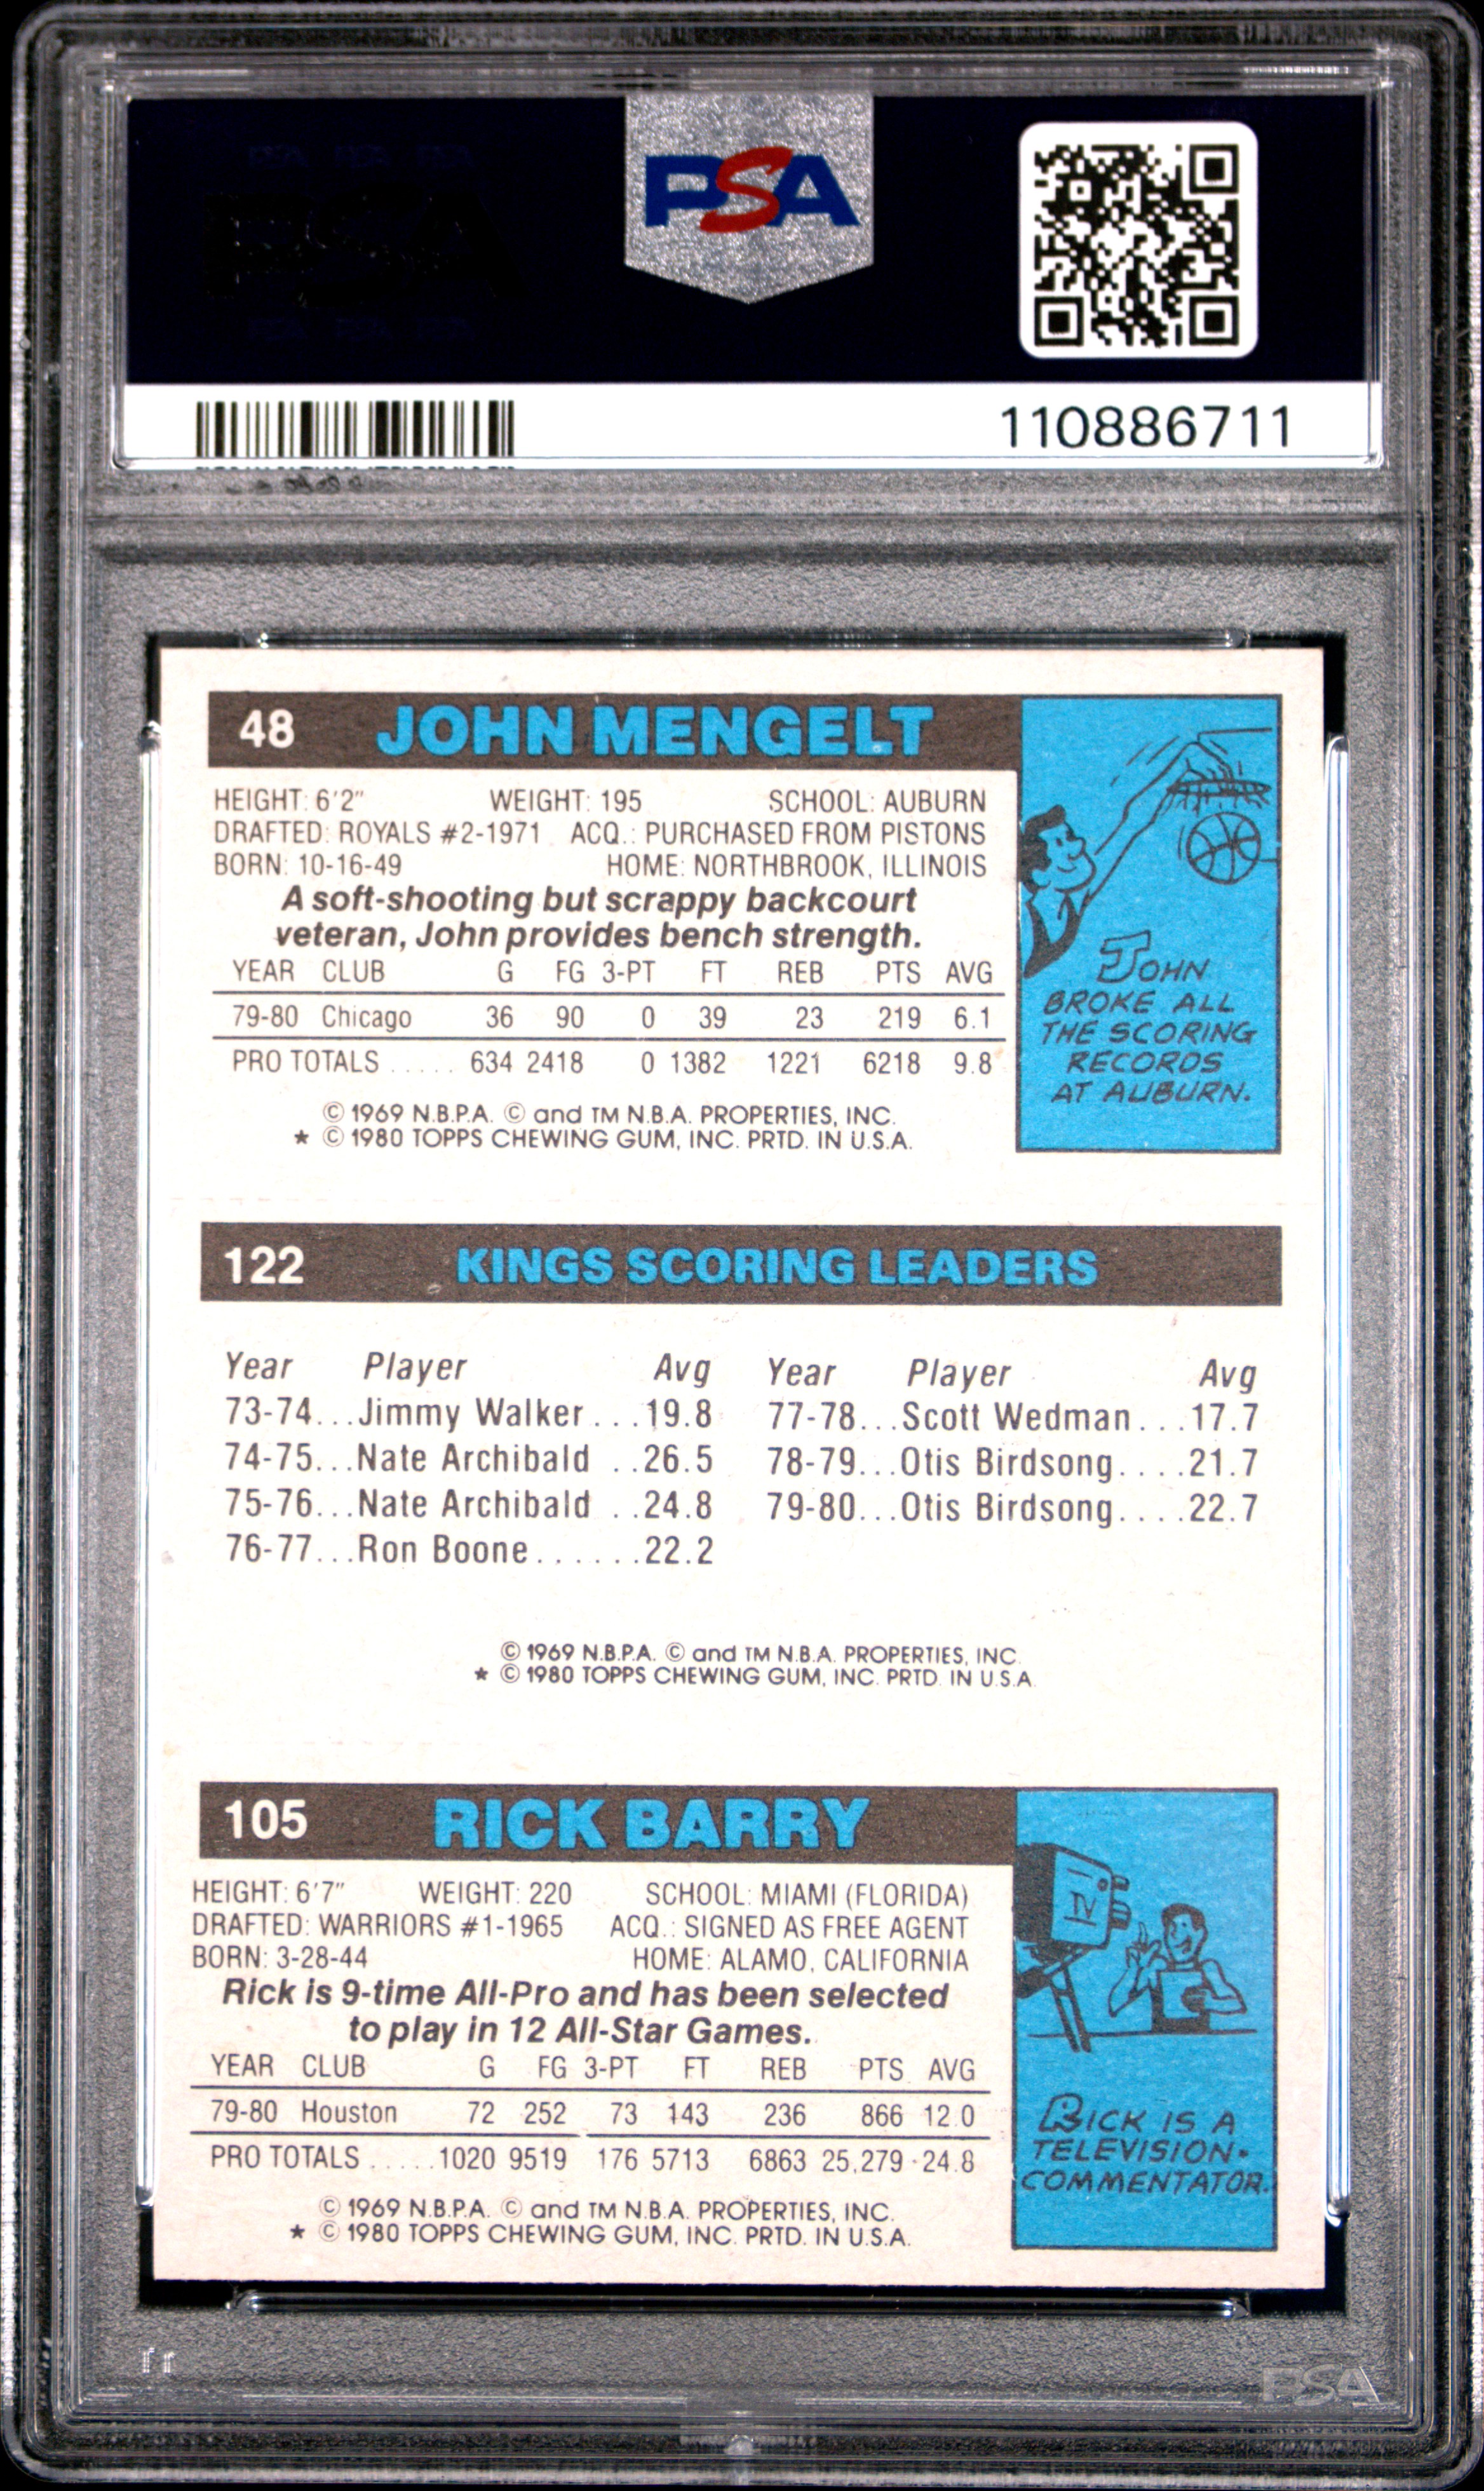 PSA
110886711
48 JOHN MENGELT
HEIGHT: 6'2" WEIGHT: 195 SCHOOL: AUBURN
DRAFTED: ROYALS #2-1971 ACQ.: PURCHASED FROM PISTONS
BORN: 10-16-49 HOME: NORTHBROOK, ILLINOIS
A soft-shooting but scrappy backcourt
veteran, John provides bench strength.
YEAR CLUB G FG 3-PT FT REB PTS AVG
79-80 Chicago 36 90 0 39 23 219 6.1
PRO TOTALS ..... 634 2418 0 1382 1221 6218 9.8
© 1969 N.B.P.A. © and TM N.B.A. PROPERTIES, INC.
* © 1980 TOPPS CHEWING GUM, INC. PRTD. IN U.S.A.
JOHN
BROKE ALL
THE SCORING
RECORDS
AT AUBURN.
122 KINGS SCORING LEADERS
Year Player Avg Year Player Avg
73-74...Jimmy Walker...19.8 77-78...Scott Wedman...17.7
74-75...Nate Archibald ..26.5 78-79...Otis Birdsong....21.7
75-76...Nate Archibald ..24.8 79-80...Otis Birdsong....22.7
76-77...Ron Boone......22.2
© 1969 N.B.P.A. © and TM N.B.A. PROPERTIES, INC.
* © 1980 TOPPS CHEWING GUM, INC. PRTD. IN U.S.A.
105 RICK BARRY
HEIGHT: 6'7" WEIGHT: 220 SCHOOL: MIAMI (FLORIDA)
DRAFTED: WARRIORS #1-1965 ACQ.: SIGNED AS FREE AGENT
BORN: 3-28-44 HOME: ALAMO, CALIFORNIA
Rick is 9-time All-Pro and has been selected
to play in 12 All-Star Games.
YEAR CLUB G FG 3-PT FT REB PTS AVG
79-80 Houston 72 252 73 143 236 866 12.0
PRO TOTALS .....1020 9519 176 5713 6863 25,279 24.8
© 1969 N.B.P.A. © and TM N.B.A. PROPERTIES, INC.
* © 1980 TOPPS CHEWING GUM, INC. PRTD. IN U.S.A.
TV
RICK IS A
TELEVISION
COMMENTATOR.
PSA